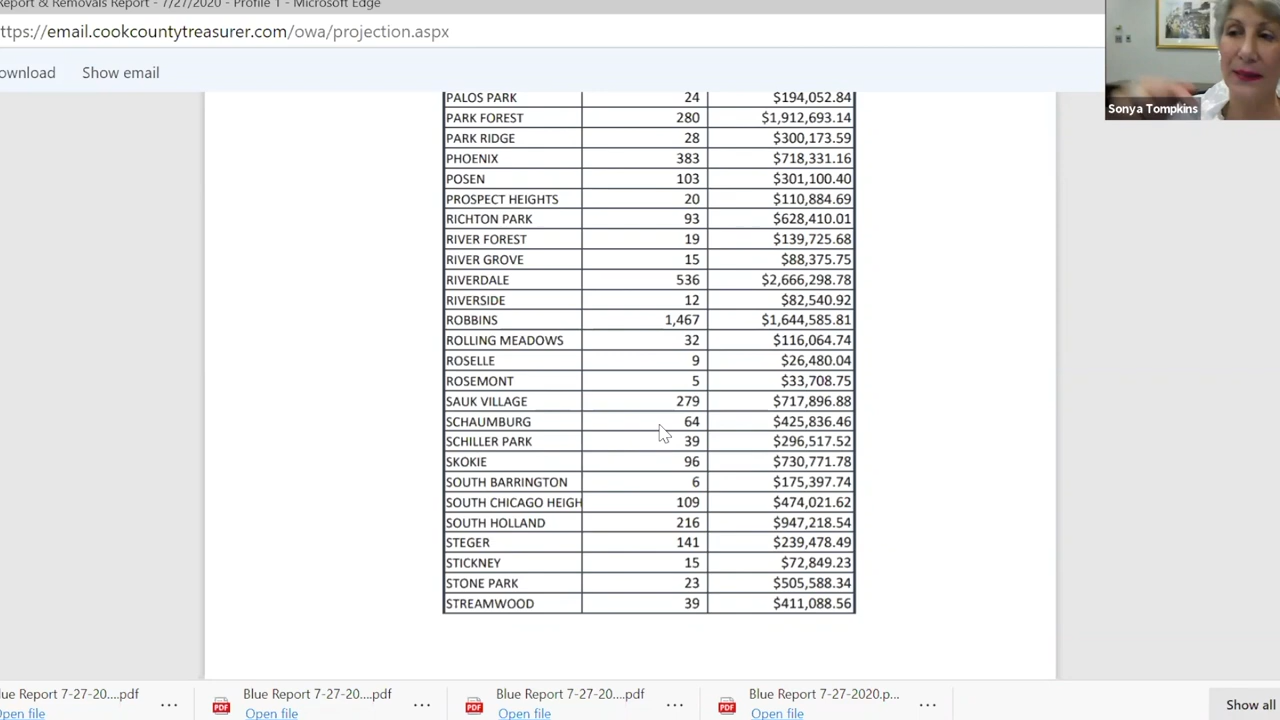 Report & Removals Report - 7/27/2020 - Profile 1 - Microsoft Edge
ttps://email.cookcountytreasurer.com/owa/projection.aspx
ownload Show email
Sonya Tompkins
PALOS PARK 24 $194,052.84
PARK FOREST 280 $1,912,693.14
PARK RIDGE 28 $300,173.59
PHOENIX 383 $718,331.16
POSEN 103 $301,100.40
PROSPECT HEIGHTS 20 $110,884.69
RICHTON PARK 93 $628,410.01
RIVER FOREST 19 $139,725.68
RIVER GROVE 15 $88,375.75
RIVERDALE 536 $2,666,298.78
RIVERSIDE 12 $82,540.92
ROBBINS 1,467 $1,644,585.81
ROLLING MEADOWS 32 $116,064.74
ROSELLE 9 $26,480.04
ROSEMONT 5 $33,708.75
SAUK VILLAGE 279 $717,896.88
SCHAUMBURG 64 $425,836.46
SCHILLER PARK 39 $296,517.52
SKOKIE 96 $730,771.78
SOUTH BARRINGTON 6 $175,397.74
SOUTH CHICAGO HEIGH 109 $474,021.62
SOUTH HOLLAND 216 $947,218.54
STEGER 141 $239,478.49
STICKNEY 15 $72,849.23
STONE PARK 23 $505,588.34
STREAMWOOD 39 $411,088.56
lue Report 7-27-20....pdf Blue Report 7-27-20....pdf Blue Report 7-27-20....pdf Blue Report 7-27-2020.p...
en file Open file Open file Open file
Show all